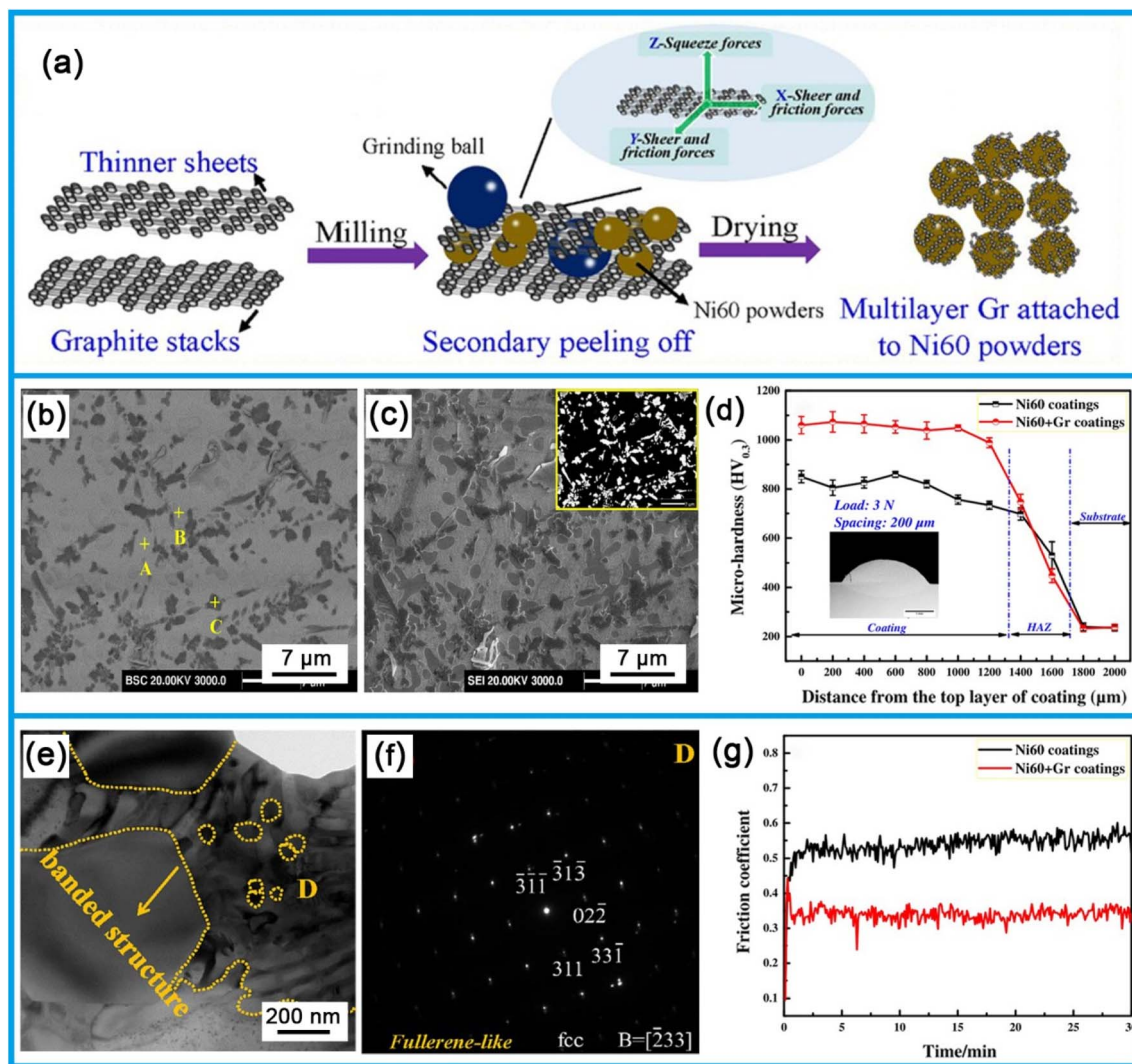 (a)
Z-Squeeze forces
X-Sheer and
friction forces
Y-Sheer and
friction forces
Thinner sheets
Grinding ball
Milling
Drying
Graphite stacks
Ni60 powders
Secondary peeling off
Multilayer Gr attached
to Ni60 powders
(b)
B
A
C
7 μm
BSC 20.00KV 3000.0
(c)
7 μm
SEI 20.00KV 3000.0
(d)
1200
1000
800
600
400
200
Micro-hardness (HV0.3)
Ni60 coatings
Ni60+Gr coatings
Load: 3 N
Spacing: 200 μm
Substrate
Coating
HAZ
0 200 400 600 800 1000 1200 1400 1600 1800 2000
Distance from the top layer of coating (μm)
(e)
banded structure
D
200 nm
(f)
D
3̅1̅1̅
3̅13̅
022̅
331̅
311
Fullerene-like
fcc
B=[2̅33]
(g)
0.8
0.7
0.6
0.5
0.4
0.3
0.2
0.1
Friction coefficient
Ni60 coatings
Ni60+Gr coatings
0 5 10 15 20 25 30
Time/min